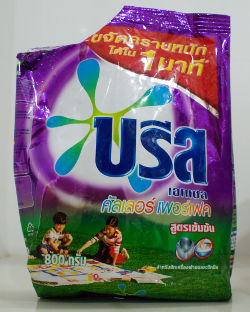 ขจัดคราบหนัก
ได้ใน
1 นาที
บรีส
เอกเซล
คัลเลอร์ เพอร์เฟค
สูตรเข้มข้น
800 กรัม